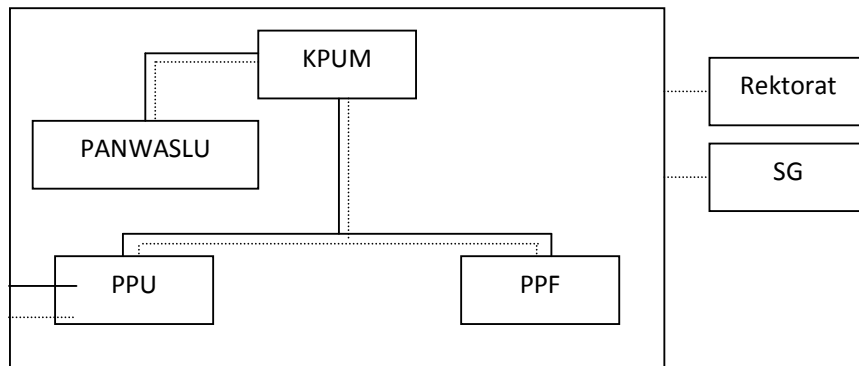 KPUM
Rektorat
PANWASLU
SG
PPU
PPF